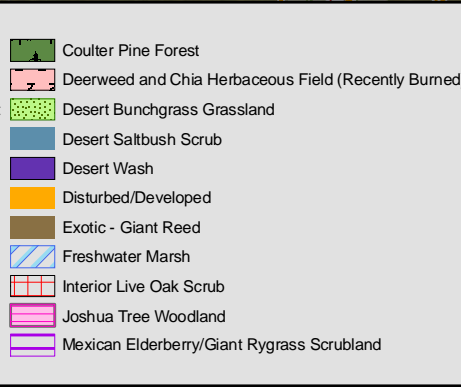 Coulter Pine Forest
Deerweed and Chia Herbaceous Field (Recently Burned
Desert Bunchgrass Grassland
Desert Saltbush Scrub
Desert Wash
Disturbed/Developed
Exotic - Giant Reed
Freshwater Marsh
Interior Live Oak Scrub
Joshua Tree Woodland
Mexican Elderberry/Giant Rygrass Scrubland